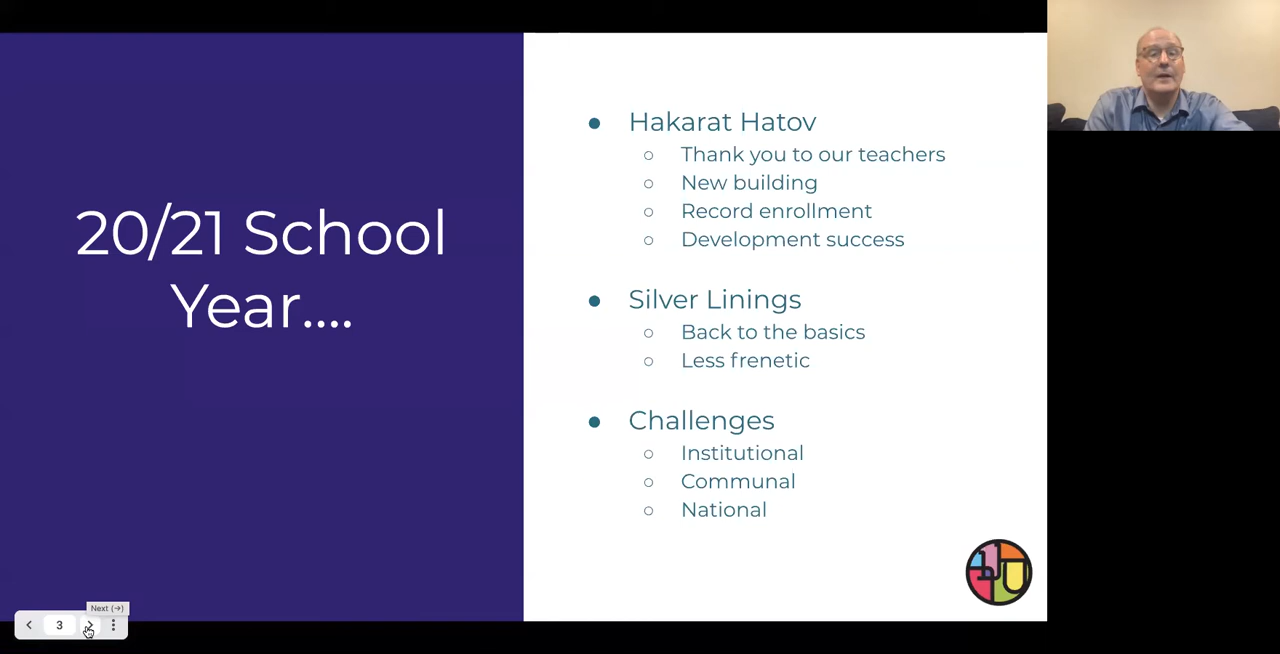 20/21 School
Year....
Hakarat Hatov
Thank you to our teachers
New building
Record enrollment
Development success
Silver Linings
Back to the basics
Less frenetic
Challenges
Institutional
Communal
National
Next (→)
3